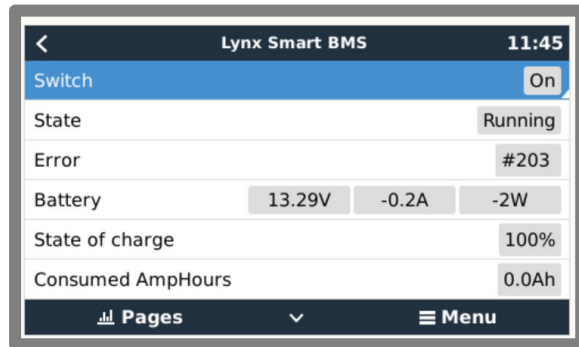 Lynx Smart BMS 11:45
Switch On
State Running
Error #203
Battery 13.29V -0.2A -2W
State of charge 100%
Consumed AmpHours 0.0Ah
Pages Menu